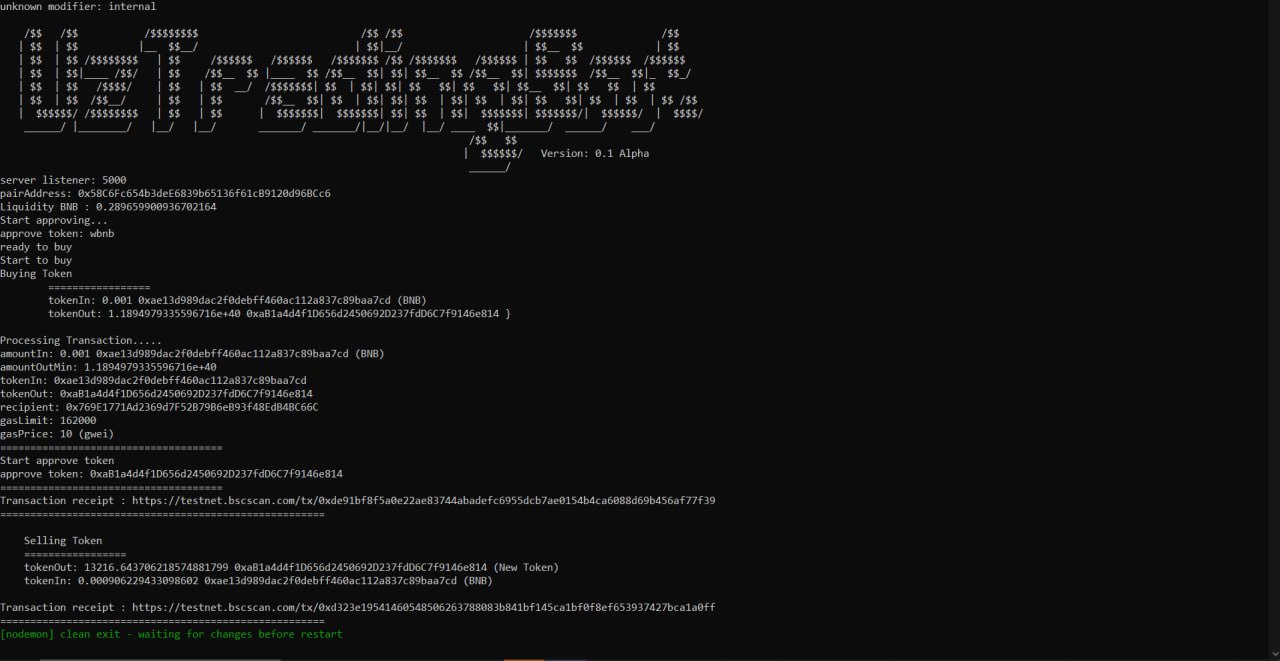 unknown modifier: internal
UZTradingBot
Version: 0.1 Alpha
server listener: 5000
pairAddress: 0x58C6Fc654b3deE6839b65136f61cB9120d96BCc6
Liquidity BNB : 0.289659900936702164
Start approving...
approve token: wbnb
ready to buy
Start to buy
Buying Token
=================
tokenIn: 0.001 0xae13d989dac2f0debff460ac112a837c89baa7cd (BNB)
tokenOut: 1.1894979335596716e+40 0xaB1a4d4f1D656d2450692D237fdD6C7f9146e814 }
Processing Transaction.....
amountIn: 0.001 0xae13d989dac2f0debff460ac112a837c89baa7cd (BNB)
amountOutMin: 1.1894979335596716e+40
tokenIn: 0xae13d989dac2f0debff460ac112a837c89baa7cd
tokenOut: 0xaB1a4d4f1D656d2450692D237fdD6C7f9146e814
recipient: 0x769E1771Ad2369d7F52B79B6eB93f48EdB4BC66C
gasLimit: 162000
gasPrice: 10 (gwei)
=====================================
Start approve token
approve token: 0xaB1a4d4f1D656d2450692D237fdD6C7f9146e814
=====================================
Transaction receipt : https://testnet.bscscan.com/tx/0xde91bf8f5a0e22ae83744abadefc6955dcb7ae0154b4ca6088d69b456af77f39
======================================================
Selling Token
=================
tokenOut: 13216.643706218574881799 0xaB1a4d4f1D656d2450692D237fdD6C7f9146e814 (New Token)
tokenIn: 0.000906229433098602 0xae13d989dac2f0debff460ac112a837c89baa7cd (BNB)
Transaction receipt : https://testnet.bscscan.com/tx/0xd323e19541460548506263788083b841bf145ca1bf0f8ef653937427bca1a0ff
======================================================
[nodemon] clean exit - waiting for changes before restart